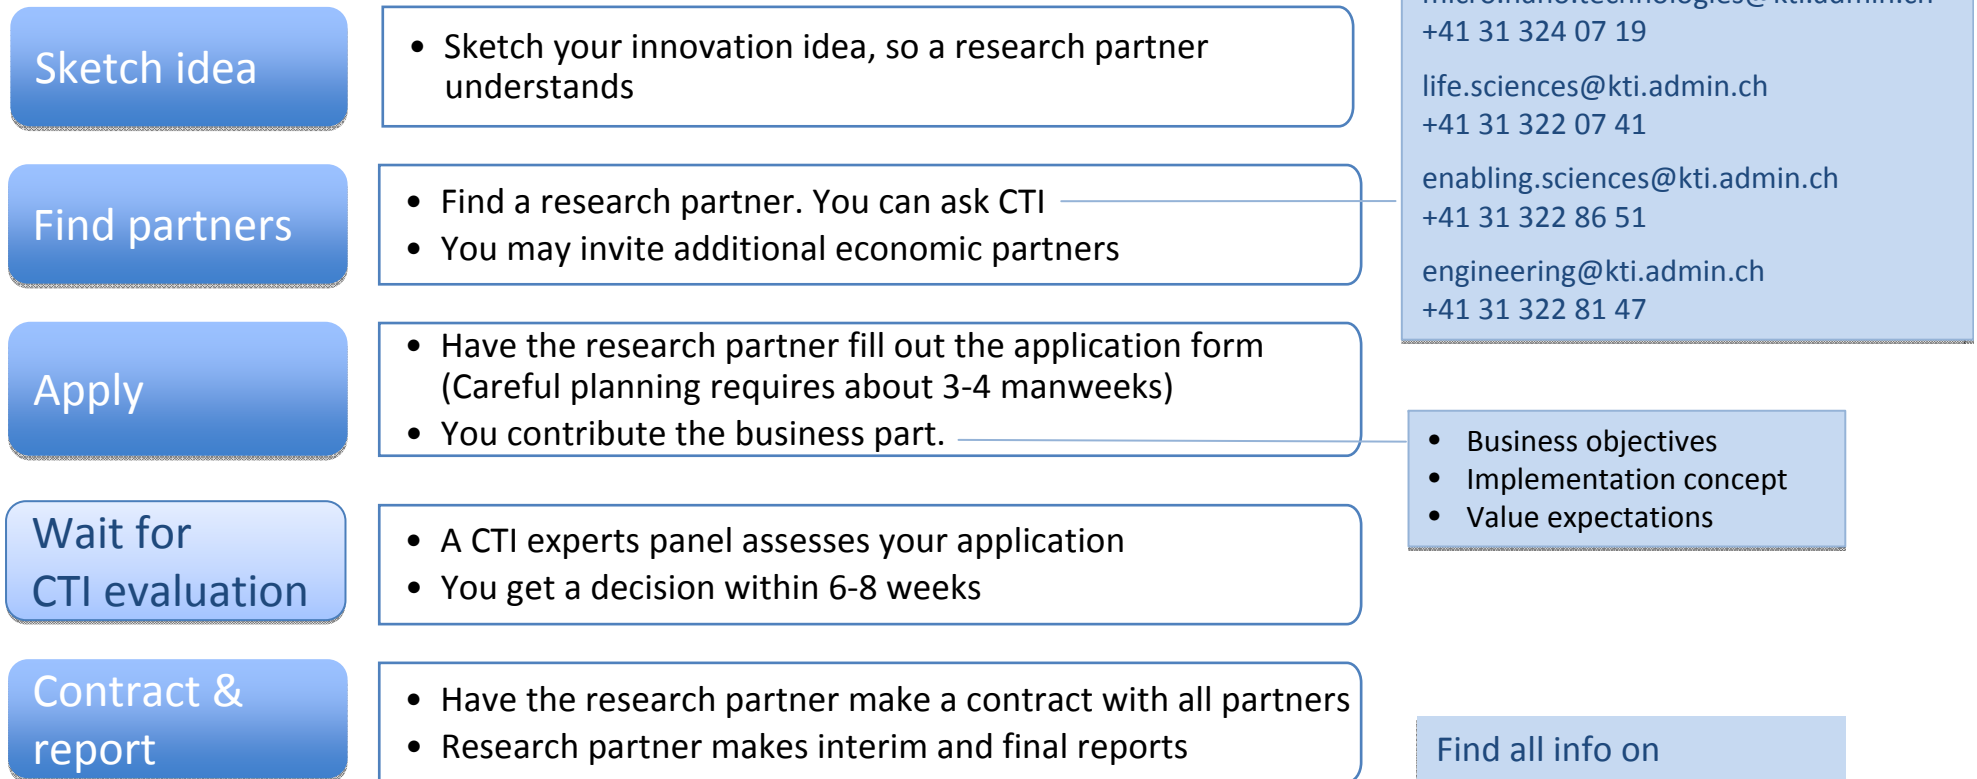 micro.nano.technologies@kti.admin.ch
+41 31 324 07 19
Sketch idea
• Sketch your innovation idea, so a research partner
understands
life.sciences@kti.admin.ch
+41 31 322 07 41
Find partners
• Find a research partner. You can ask CTI
• You may invite additional economic partners
enabling.sciences@kti.admin.ch
+41 31 322 86 51
engineering@kti.admin.ch
+41 31 322 81 47
Apply
• Have the research partner fill out the application form
(Careful planning requires about 3-4 manweeks)
• You contribute the business part.
• Business objectives
• Implementation concept
• Value expectations
Wait for
CTI evaluation
• A CTI experts panel assesses your application
• You get a decision within 6-8 weeks
Contract &
report
• Have the research partner make a contract with all partners
• Research partner makes interim and final reports
Find all info on